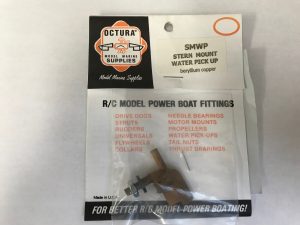 OCTURA
MODEL MARINE
SUPPLIES
Model Marine Supplies
SMWP
STERN MOUNT
WATER PICK UP
beryllium copper
R/C MODEL POWER BOAT FITTINGS
DRIVE DOGS NEEDLE BEARINGS
STRUTS MOTOR MOUNTS
RUDDERS PROPELLERS
UNIVERSALS WATER PICK-UPS
FLYWHEELS TAIL NUTS
COLLARS THRUST BEARINGS
Made in U.S.A.
FOR BETTER R/C MODEL POWER BOATING!